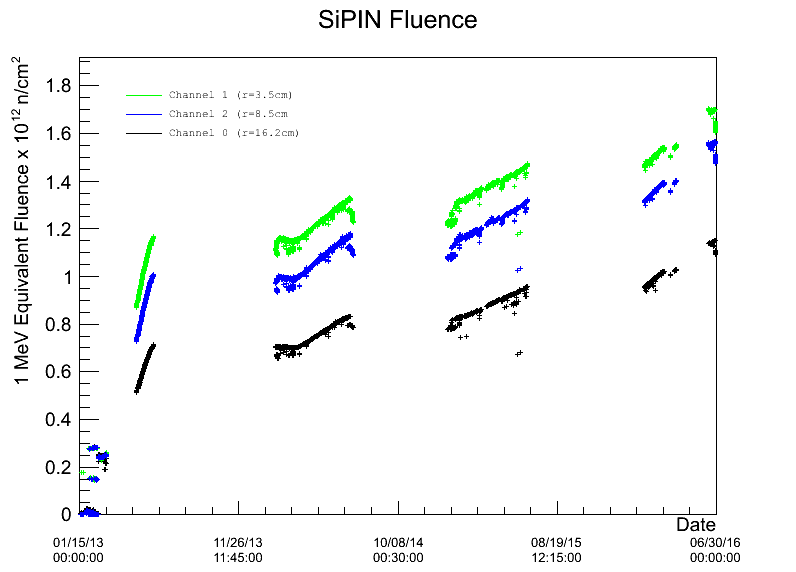 SiPIN Fluence
1 MeV Equivalent Fluence x 10¹² n/cm²
1.8
1.6
1.4
1.2
1
0.8
0.6
0.4
0.2
0
Channel 1 (r=3.5cm)
Channel 2 (r=8.5cm
Channel 0 (r=16.2cm)
Date
01/15/13 11/26/13 10/08/14 08/19/15 06/30/16
00:00:00 11:45:00 00:30:00 12:15:00 00:00:00